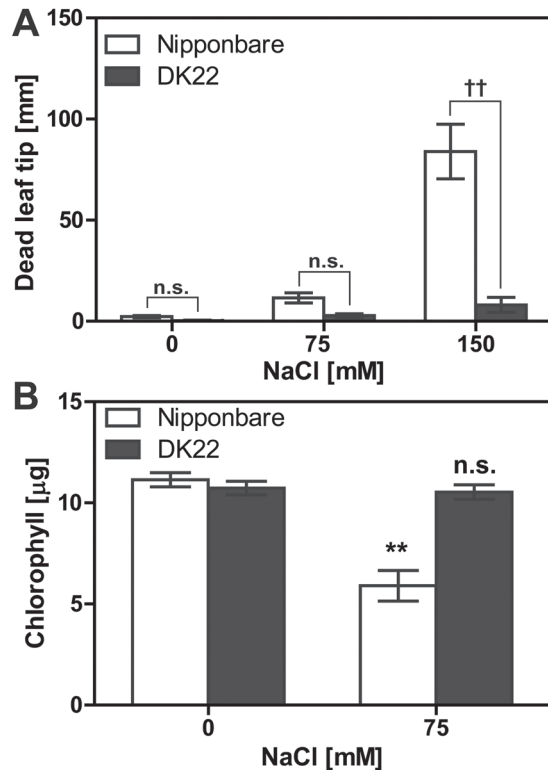 A
Nipponbare
DK22
Dead leaf tip [mm]
150
100
50
0
n.s.
n.s.
††
0 75 150
NaCl [mM]
B
Nipponbare
DK22
Chlorophyll [µg]
15
10
5
0
**
n.s.
0 75
NaCl [mM]